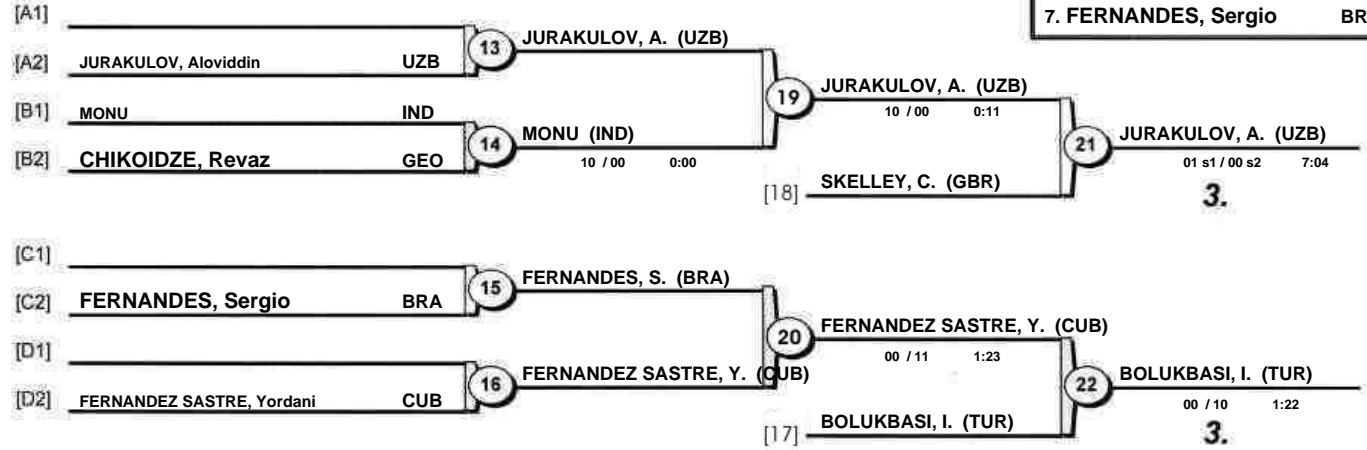 7. FERNANDES, Sergio BR
[A1]
[A2] JURAKULOV, Aloviddin UZB
13 JURAKULOV, A. (UZB)
[B1] MONU IND
[B2] CHIKOIDZE, Revaz GEO
14 MONU (IND)
10 / 00 0:00
19 JURAKULOV, A. (UZB)
10 / 00 0:11
[18] SKELLEY, C. (GBR)
21 JURAKULOV, A. (UZB)
01 s1 / 00 s2 7:04
3.
[C1]
[C2] FERNANDES, Sergio BRA
15 FERNANDES, S. (BRA)
[D1]
[D2] FERNANDEZ SASTRE, Yordani CUB
16 FERNANDEZ SASTRE, Y. (CUB)
20 FERNANDEZ SASTRE, Y. (CUB)
00 / 11 1:23
[17] BOLUKBASI, I. (TUR)
22 BOLUKBASI, I. (TUR)
00 / 10 1:22
3.